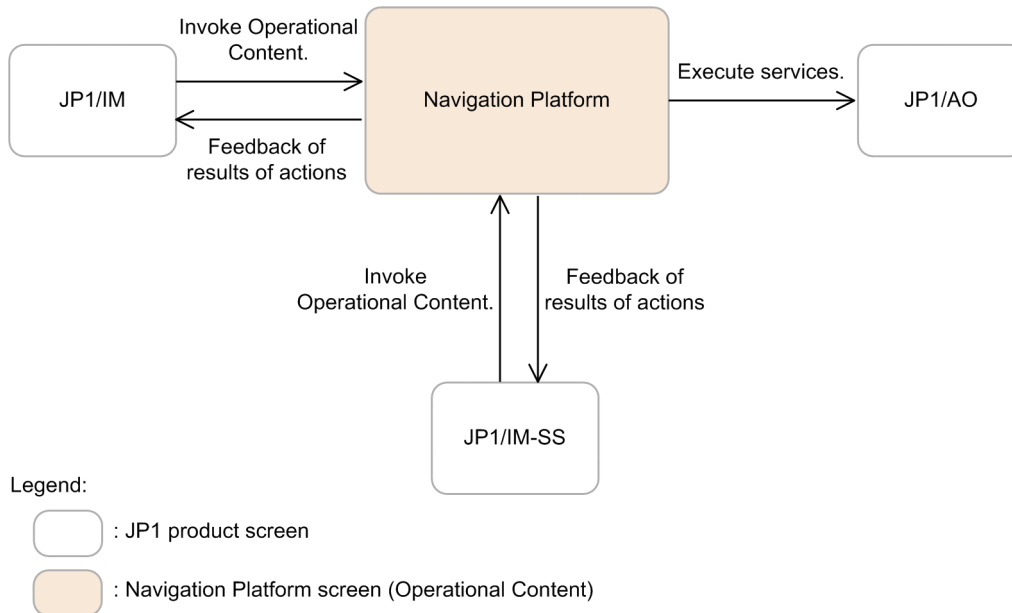 Invoke Operational
Content.
JP1/IM
Navigation Platform
Execute services.
JP1/AO
Feedback of
results of actions
Invoke
Operational Content.
Feedback of
results of actions
JP1/IM-SS
Legend:
: JP1 product screen
: Navigation Platform screen (Operational Content)